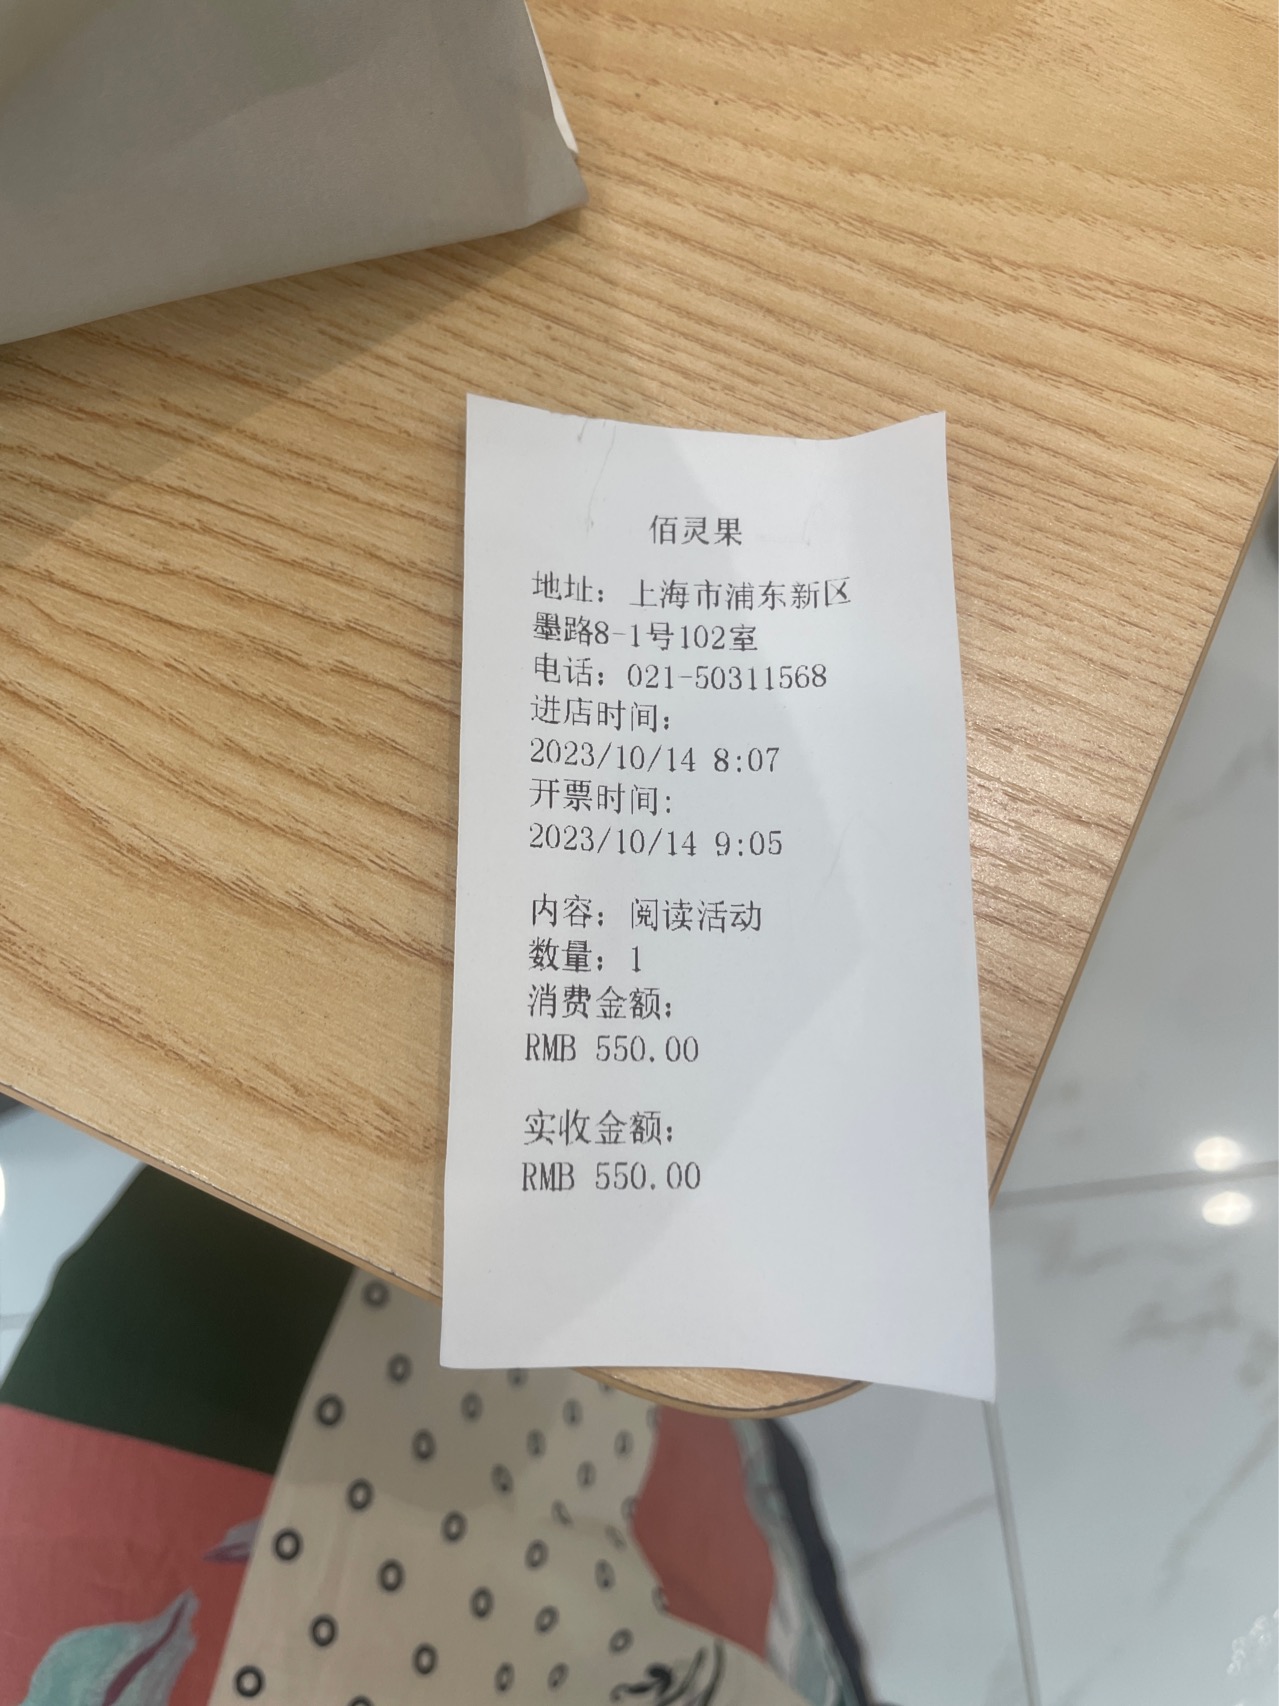 佰灵果
地址：上海市浦东新区
墨路8-1号102室
电话：021-50311568
进店时间：
2023/10/14 8:07
开票时间：
2023/10/14 9:05
内容：阅读活动
数量：1
消费金额：
RMB 550.00
实收金额：
RMB 550.00